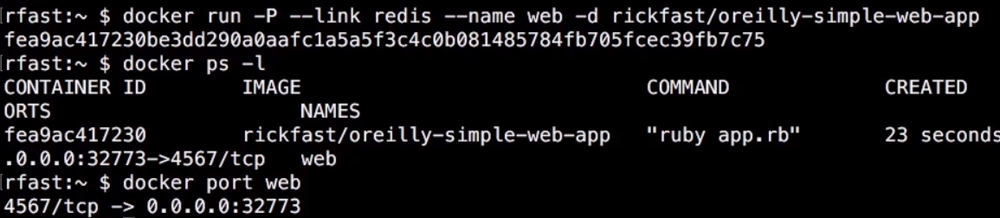 rfast:~ $ docker run -P --link redis --name web -d rickfast/oreilly-simple-web-app
fea9ac417230be3dd290a0aafc1a5a5f3c4c0b081485784fb705fcec39fb7c75
rfast:~ $ docker ps -l
CONTAINER ID        IMAGE                              COMMAND             CREATED
ORTS                     NAMES
fea9ac417230        rickfast/oreilly-simple-web-app   "ruby app.rb"       23 seconds
.0.0.0:32773->4567/tcp   web
rfast:~ $ docker port web
4567/tcp -> 0.0.0.0:32773